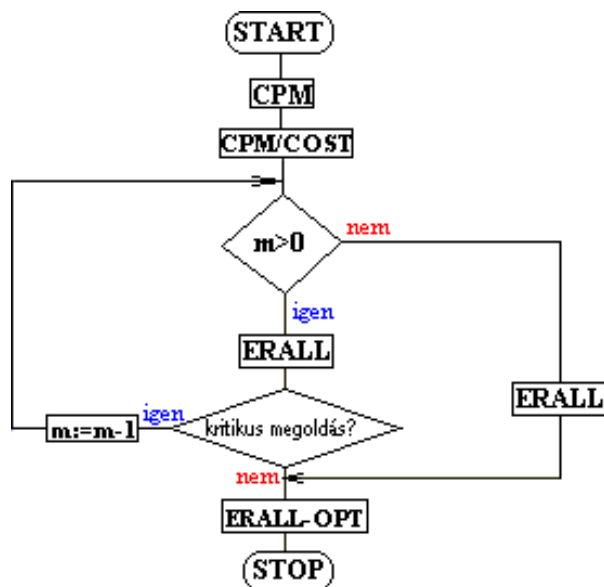 START
CPM
CPM/COST
m>0
nem
igen
ERALL
ERALL
igen
m:=m-1
kritikus megoldás?
nem
ERALL-OPT
STOP